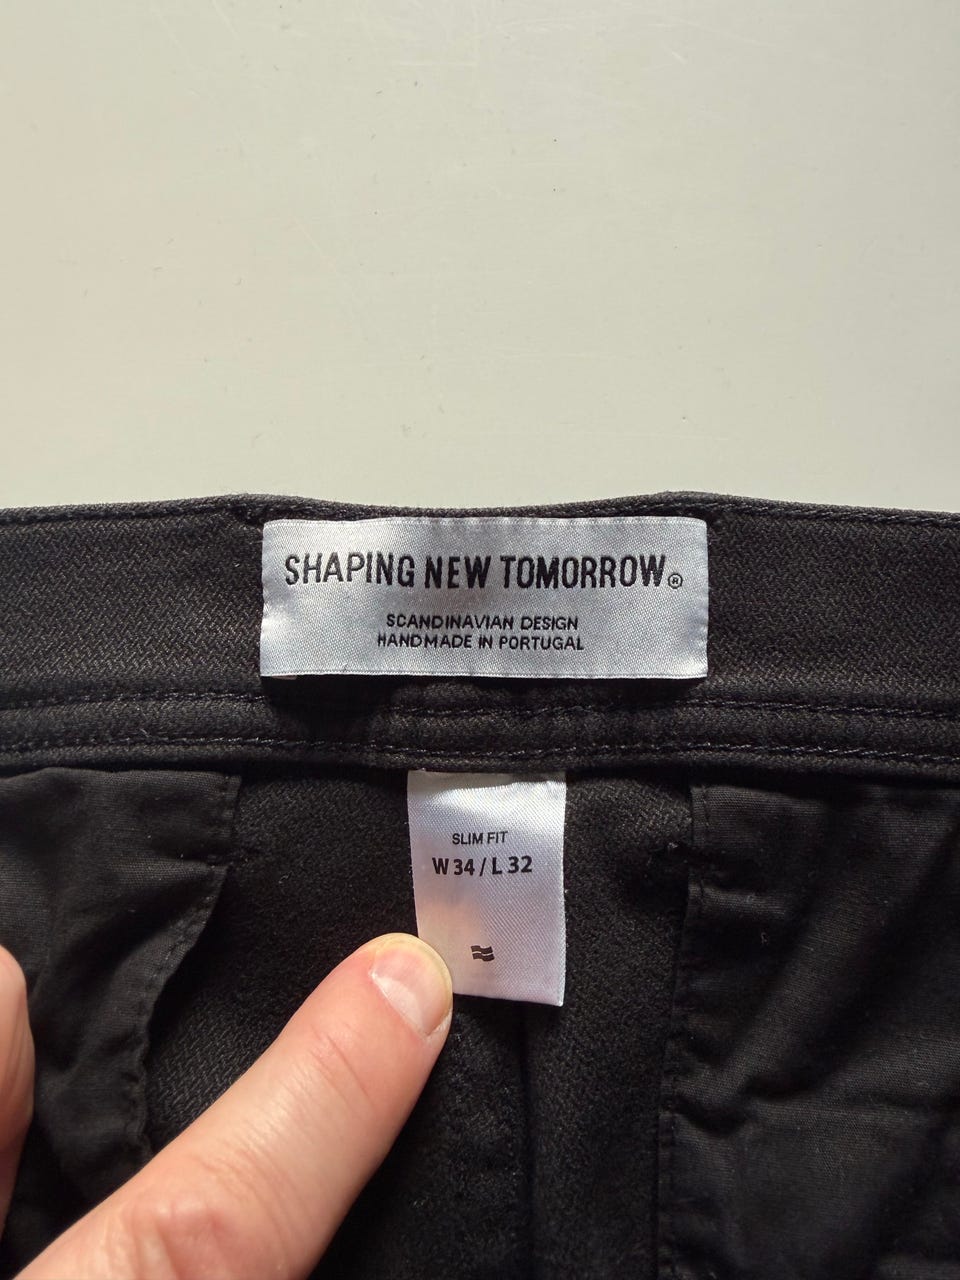 SHAPING NEW TOMORROW®
SCANDINAVIAN DESIGN
HANDMADE IN PORTUGAL
SLIM FIT
W 34 / L 32